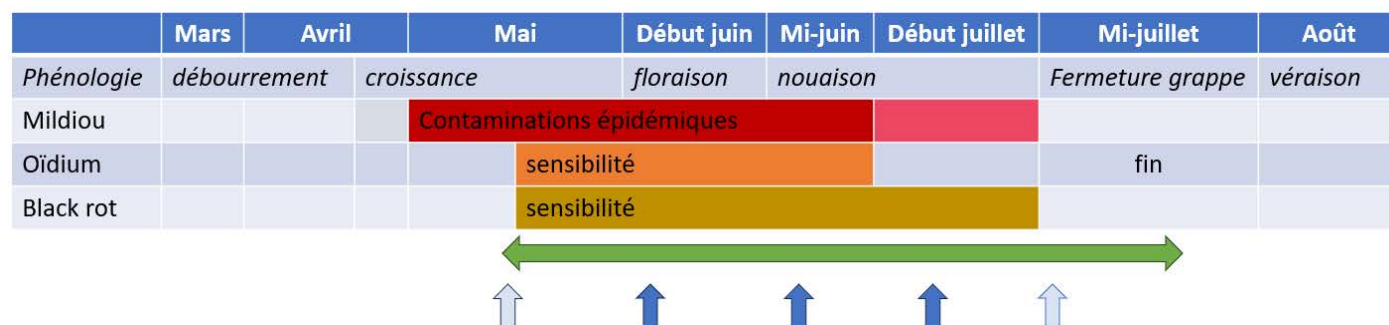 Mars Avril Mai Début juin Mi-juin Début juillet Mi-juillet Août
Phénologie débourrement croissance floraison nouaison Fermeture grappe véraison
Mildiou Contaminations épidémiques
Oïdium sensibilité fin
Black rot sensibilité